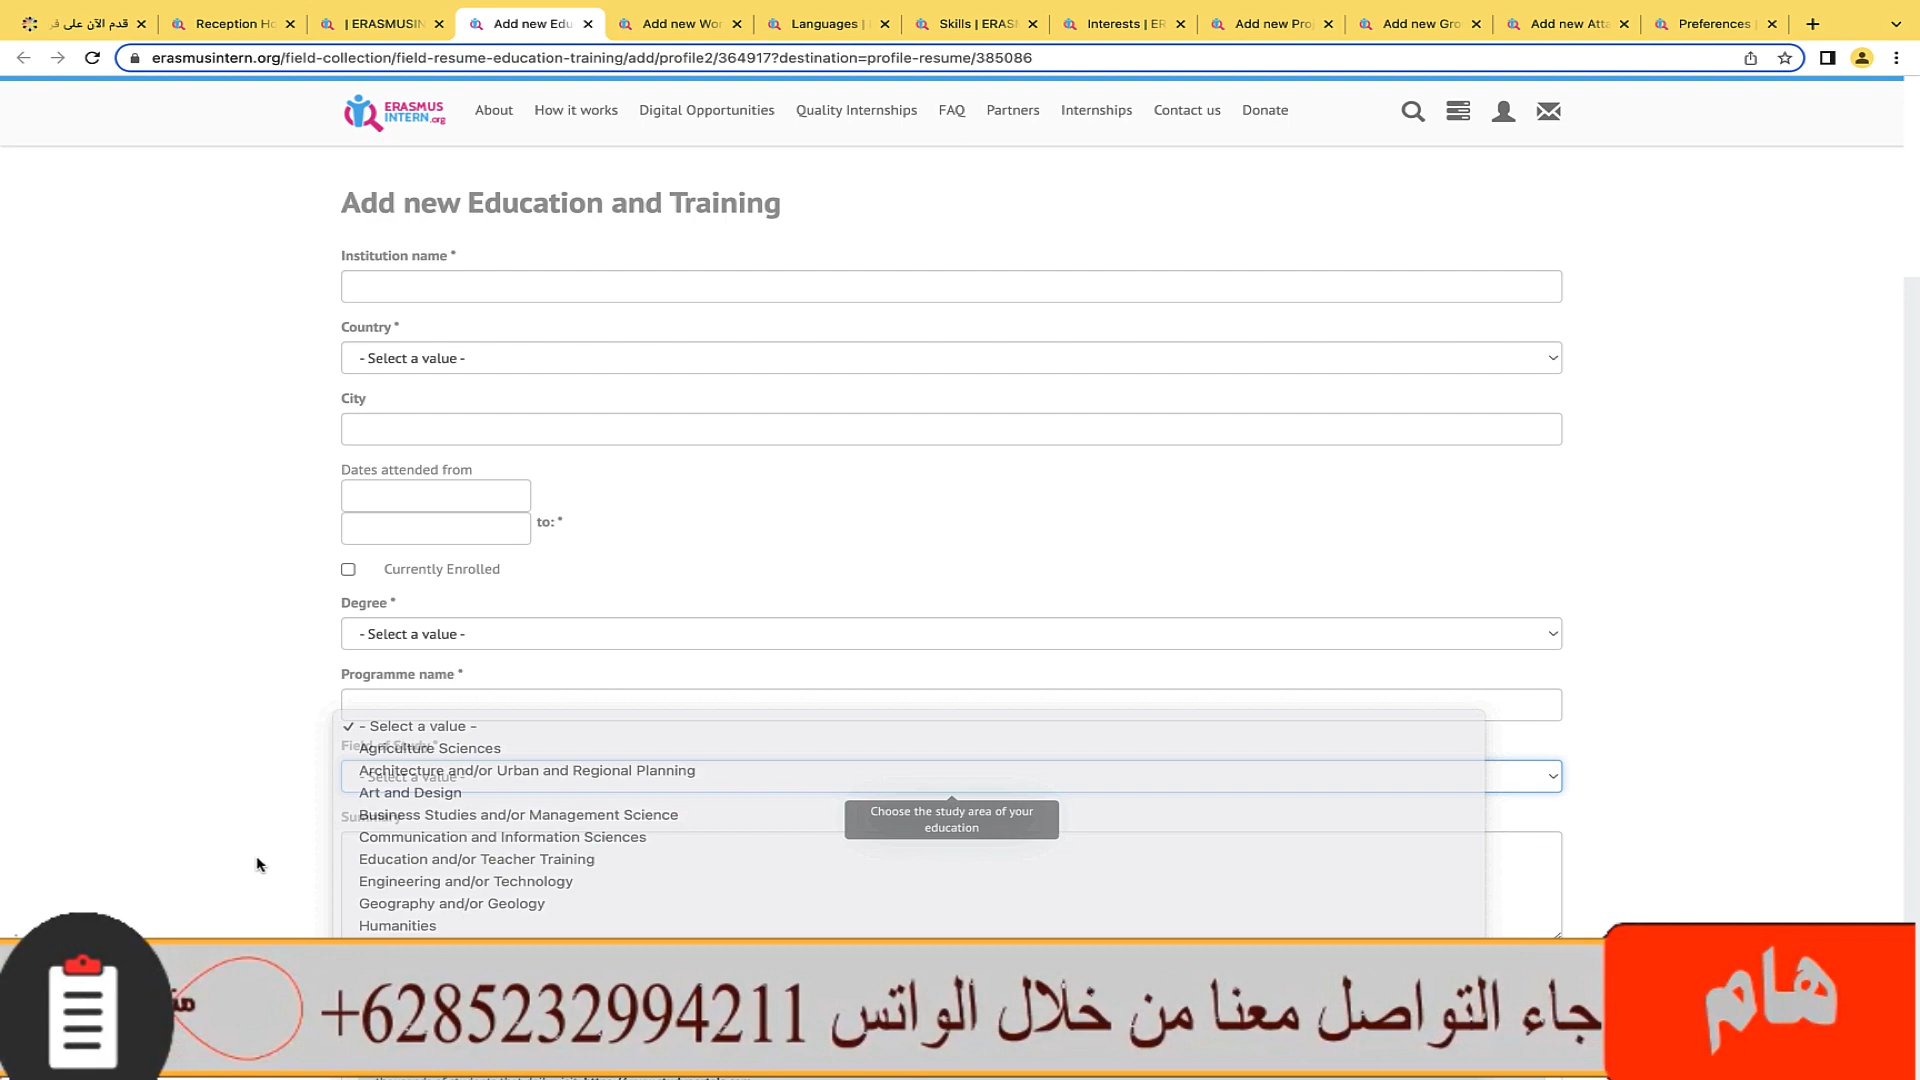 قدم الآن على فر
Reception Ho
| ERASMUSIN
Add new Edu
Add new Wor
Languages |
Skills | ERAS
Interests | ER
Add new Pro
Add new Gro
Add new Atta
Preferences |
erasmusintern.org/field-collection/field-resume-education-training/add/profile2/364917?destination=profile-resume/385086
ERASMUS
INTERN.org
About How it works Digital Opportunities Quality Internships FAQ Partners Internships Contact us Donate
Add new Education and Training
Institution name *
Country *
- Select a value -
City
Dates attended from
to: *
Currently Enrolled
Degree *
- Select a value -
Programme name *
✓ - Select a value -
Field of Study *
Agriculture Sciences
Architecture and/or Urban and Regional Planning
- Select a value -
Art and Design
Business Studies and/or Management Science
Summary
Choose the study area of your
education
Communication and Information Sciences
Education and/or Teacher Training
Engineering and/or Technology
Geography and/or Geology
Humanities
هام
جاء التواصل معنا من خلال الواتس 6285232994211+